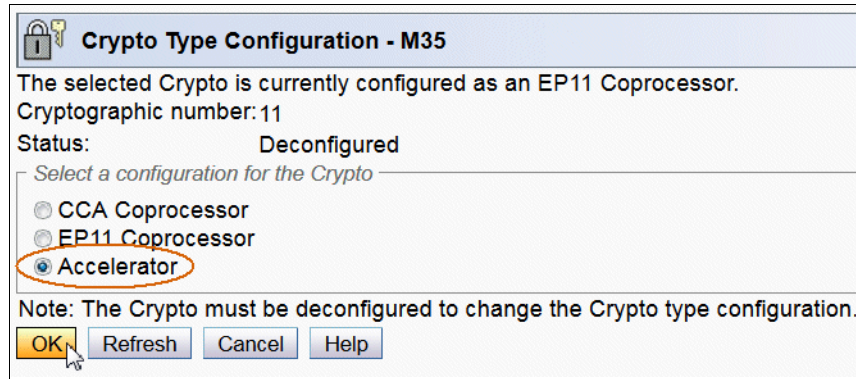 Crypto Type Configuration - M35
The selected Crypto is currently configured as an EP11 Coprocessor.
Cryptographic number: 11
Status: Deconfigured
Select a configuration for the Crypto
CCA Coprocessor
EP11 Coprocessor
Accelerator
Note: The Crypto must be deconfigured to change the Crypto type configuration.
OK Refresh Cancel Help